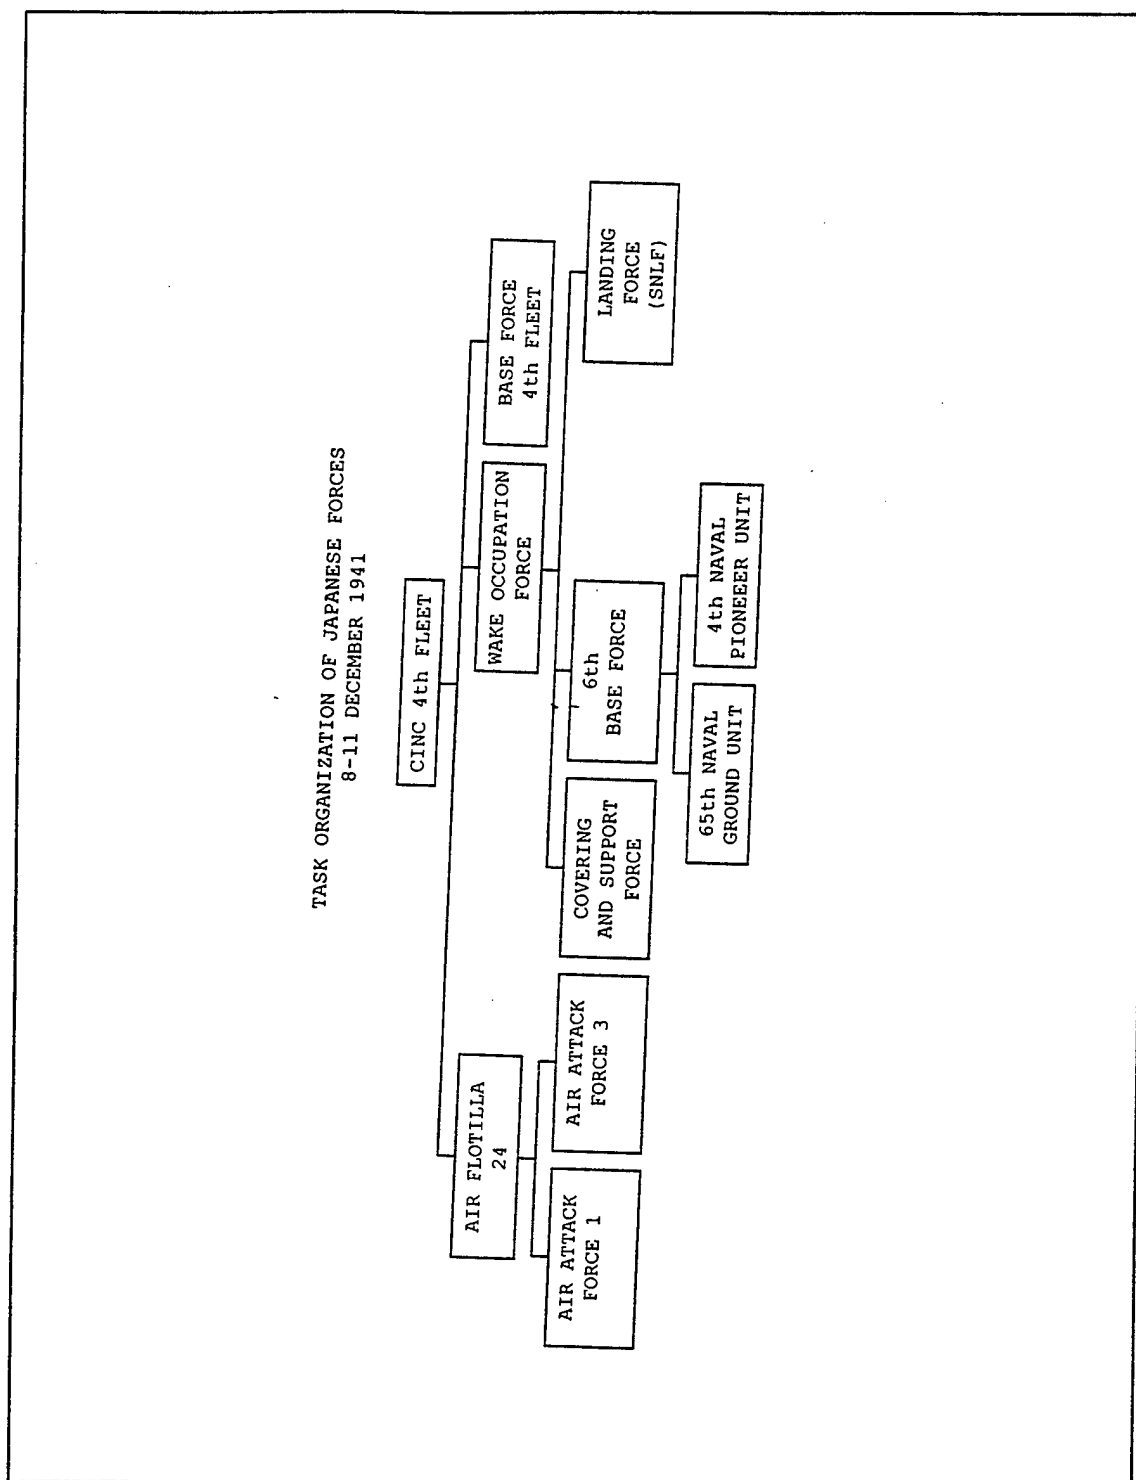 TASK ORGANIZATION OF JAPANESE FORCES
8-11 DECEMBER 1941
CINC 4th FLEET
AIR FLOTILLA
24
WAKE OCCUPATION
FORCE
BASE FORCE
4th FLEET
AIR ATTACK
FORCE 1
AIR ATTACK
FORCE 3
COVERING
AND SUPPORT
FORCE
6th
BASE FORCE
LANDING
FORCE
(SNLF)
65th NAVAL
GROUND UNIT
4th NAVAL
PIONEEER UNIT